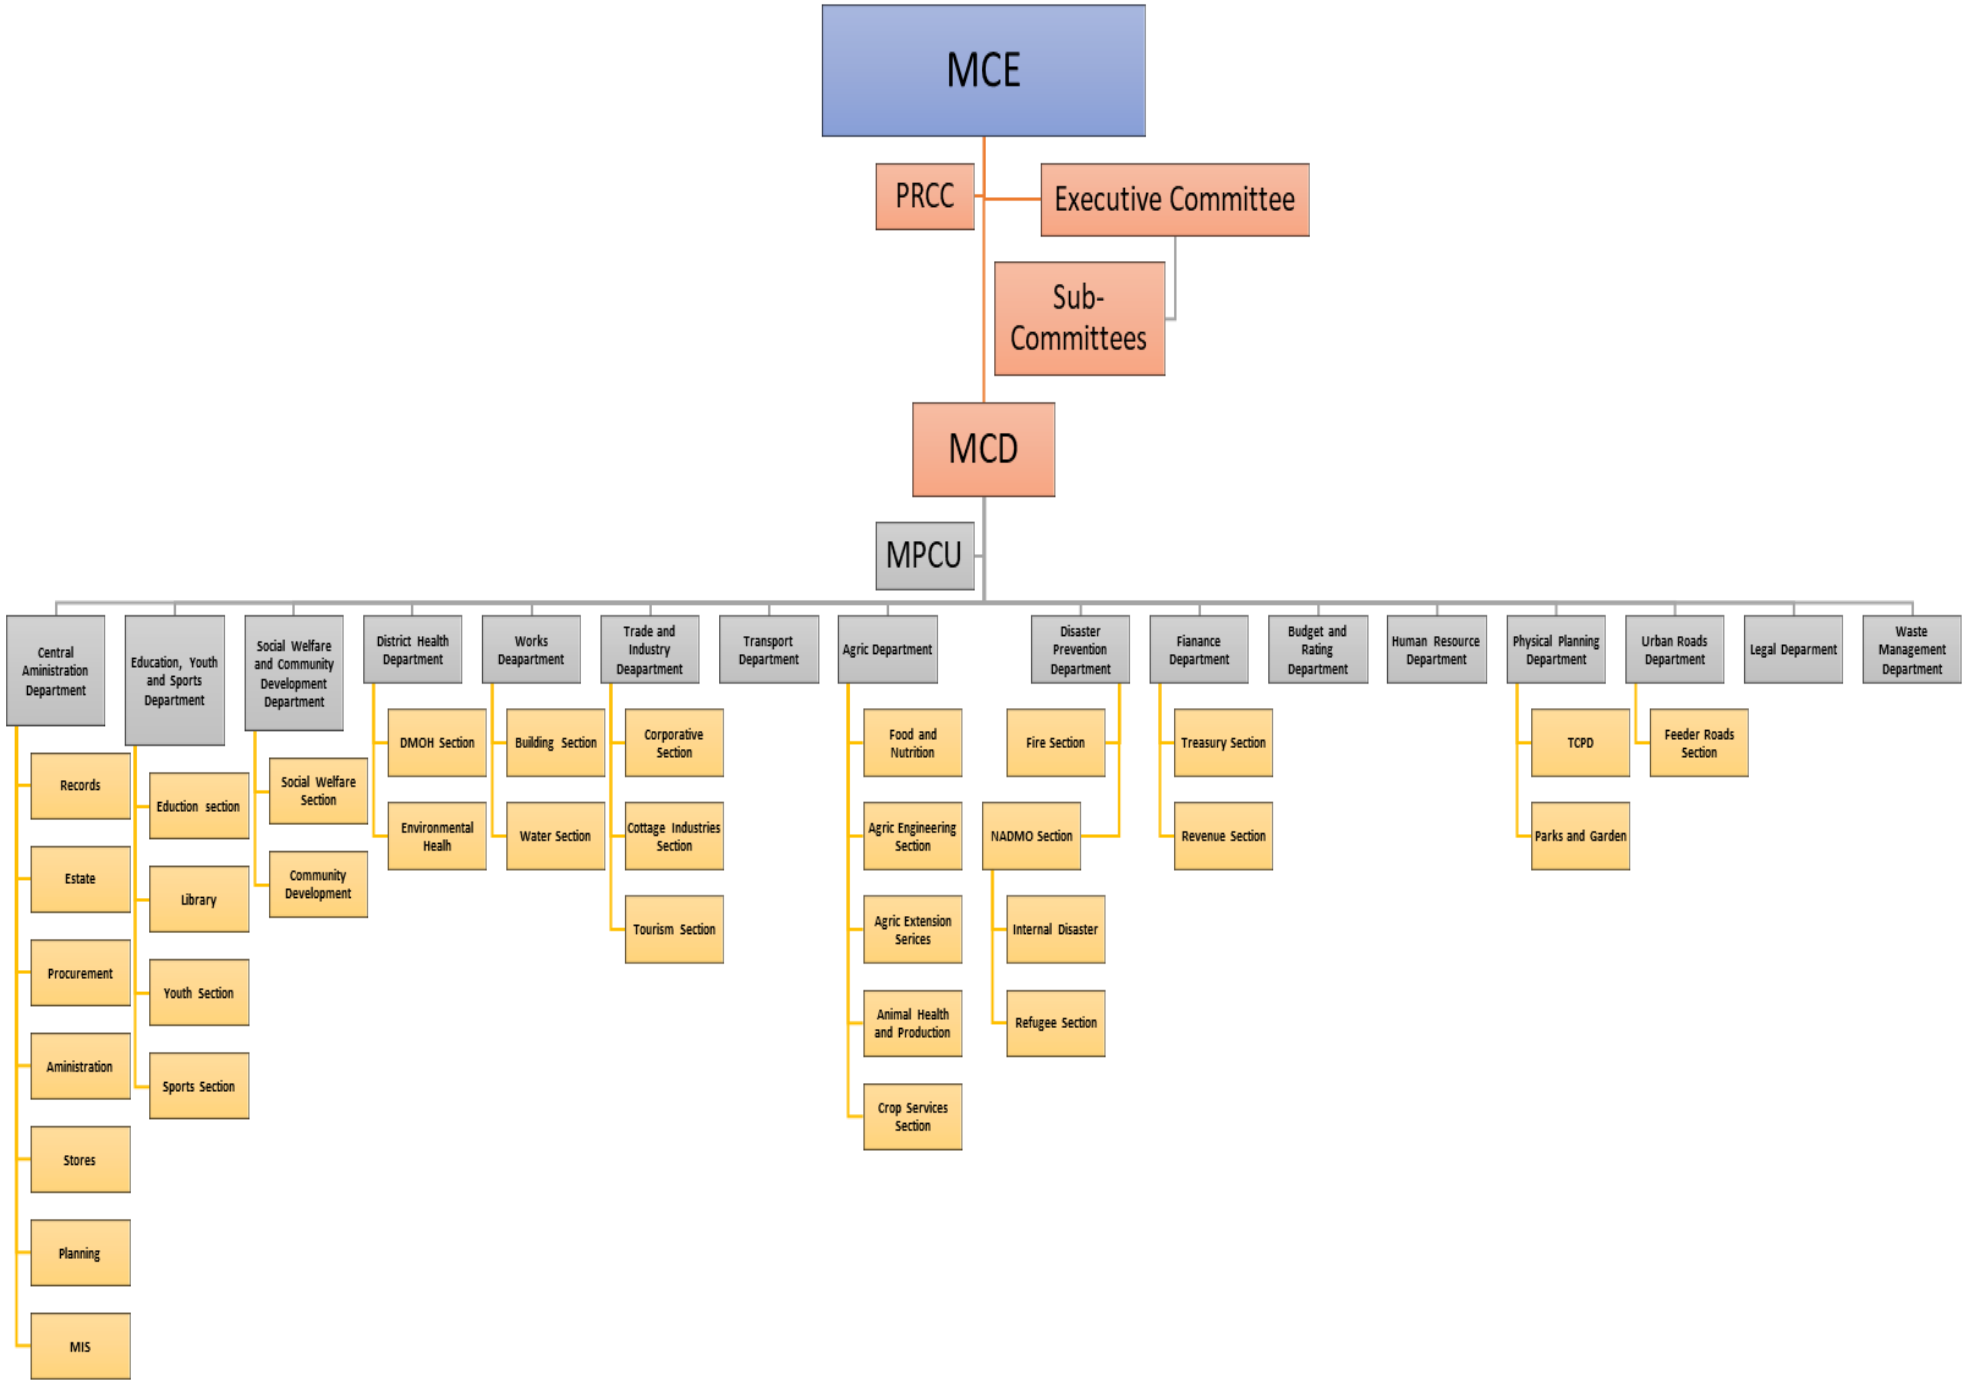 MCE
PRCC
Executive Committee
Sub-
Committees
MCD
MPCU
Central
Aministration
Department
Education, Youth
and Sports
Department
Social Welfare
and Community
Development
Department
District Health
Department
Works
Deapartment
Trade and
Industry
Deapartment
Transport
Department
Agric Department
Disaster
Prevention
Department
Fianance
Department
Budget and
Rating
Department
Human Resource
Department
Physical Planning
Department
Urban Roads
Department
Legal Deparment
Waste
Management
Department
Records
Estate
Procurement
Aministration
Stores
Planning
MIS
Eduction section
Library
Youth Section
Sports Section
Social Welfare
Section
Community
Development
DMOH Section
Environmental
Healh
Building Section
Water Section
Corporative
Section
Cottage Industries
Section
Tourism Section
Food and
Nutrition
Agric Engineering
Section
Agric Extension
Serices
Animal Health
and Production
Crop Services
Section
Fire Section
NADMO Section
Internal Disaster
Refugee Section
Treasury Section
Revenue Section
TCPD
Parks and Garden
Feeder Roads
Section